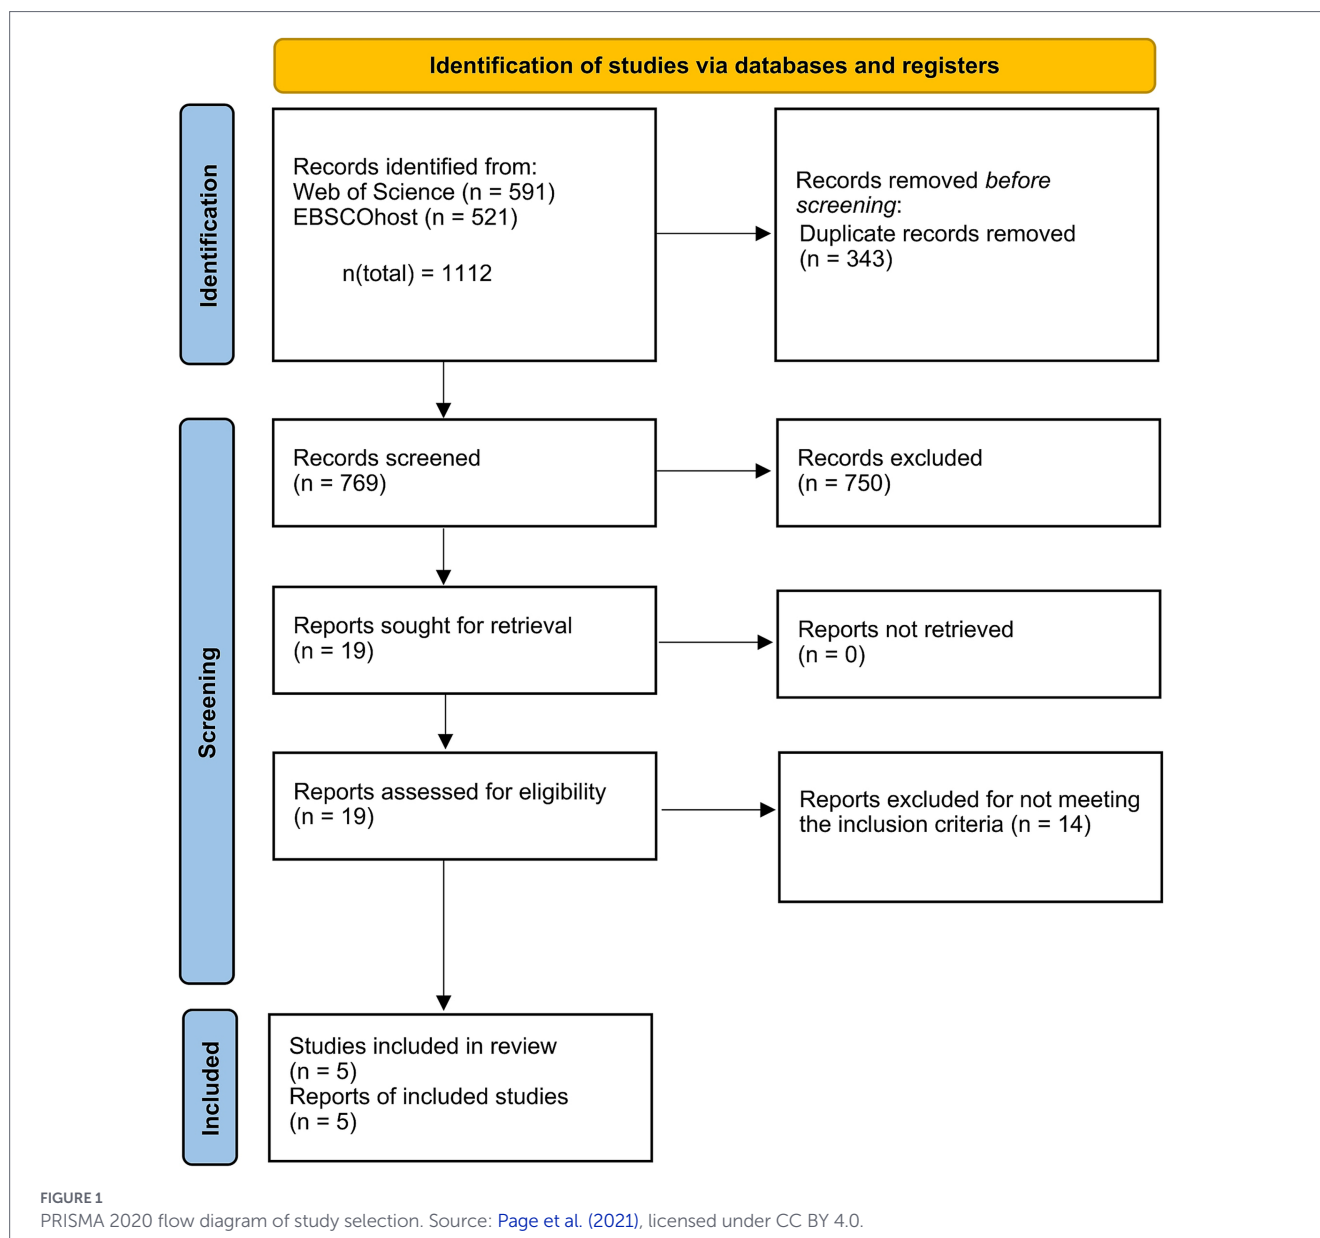 Identification of studies via databases and registers
Identification
Records identified from:
Web of Science (n = 591)
EBSCOhost (n = 521)
n(total) = 1112
Records removed before
screening:
Duplicate records removed
(n = 343)
Screening
Records screened
(n = 769)
Records excluded
(n = 750)
Reports sought for retrieval
(n = 19)
Reports not retrieved
(n = 0)
Reports assessed for eligibility
(n = 19)
Reports excluded for not meeting
the inclusion criteria (n = 14)
Included
Studies included in review
(n = 5)
Reports of included studies
(n = 5)
FIGURE 1
PRISMA 2020 flow diagram of study selection. Source: Page et al. (2021), licensed under CC BY 4.0.